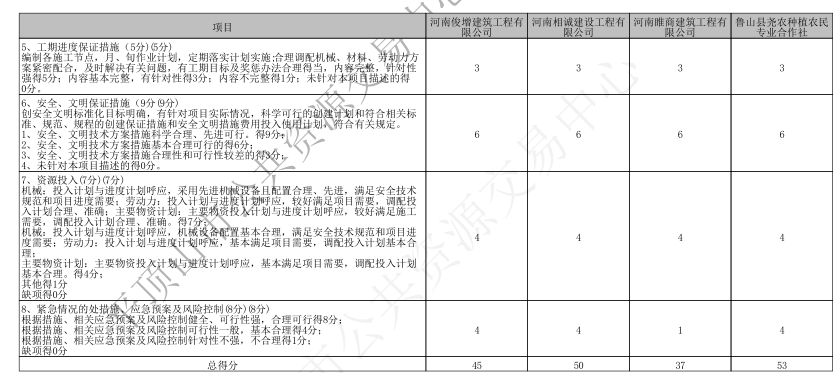 项目 河南俊增建筑工程有 河南相诚建设工程有 河南睢商建筑工程有 鲁山县尧农种植农民
限公司 限公司 限公司 专业合作社
5、工期进度保证措施（5分)(5分)
编制各施工节点，月、旬作业计划，定期落实计划实施;合理调配机械、材料、劳动力方
案紧密配合，及时解决有关问题，有工期目标及奖惩办法合理得当，内容完整，针对性
强得5分；内容基本完整，有针对性得3分；内容不完整得1分；未针对本项目描述的得
0分。
3 3 3 3
6、安全、文明保证措施（9分)(9分)
创安全文明标准化目标明确，有针对项目实际情况，科学可行的创建计划和符合相关标
准、规范、规程的创建保证措施和安全文明措施费用投入使用计划，符合有关规定。
1、安全、文明技术方案措施科学合理、先进可行。得9分；
2、安全、文明技术方案措施基本合理可行的得6分；
3、安全、文明技术方案措施合理性和可行性较差的得3分；
4、未针对本项目描述的得0分。
6 6 6 6
7、资源投入(7分)(7分)
机械：投入计划与进度计划呼应，采用先进机械设备且配置合理、先进，满足安全技术
规范和项目进度需要；劳动力：投入计划与进度计划呼应，较好满足项目需要，调配投
入计划合理、准确；主要物资计划：主要物资投入计划与进度计划呼应，较好满足施工
需要，调配投入计划合理、准确。得7分；
机械：投入计划与进度计划呼应，机械设备配置基本合理，满足安全技术规范和项目进
度需要；劳动力：投入计划与进度计划呼应，基本满足项目需要，调配投入计划基本合
理；
主要物资计划：主要物资投入计划与进度计划呼应，基本满足项目需要，调配投入计划
基本合理。得4分；
其他得1分
缺项得0分
4 4 4 4
8、紧急情况的处措施、应急预案及风险控制(8分)(8分)
根据措施、相关应急预案及风险控制健全、可行性强，合理可行得8分；
根据措施、相关应急预案及风险控制可行性一般，基本合理得4分；
根据措施、相关应急预案及风险控制针对性不强，不合理得1分；
缺项得0分
4 4 1 4
总得分 45 50 37 53
平顶山市公共资源交易中心
市公共资源交易中心